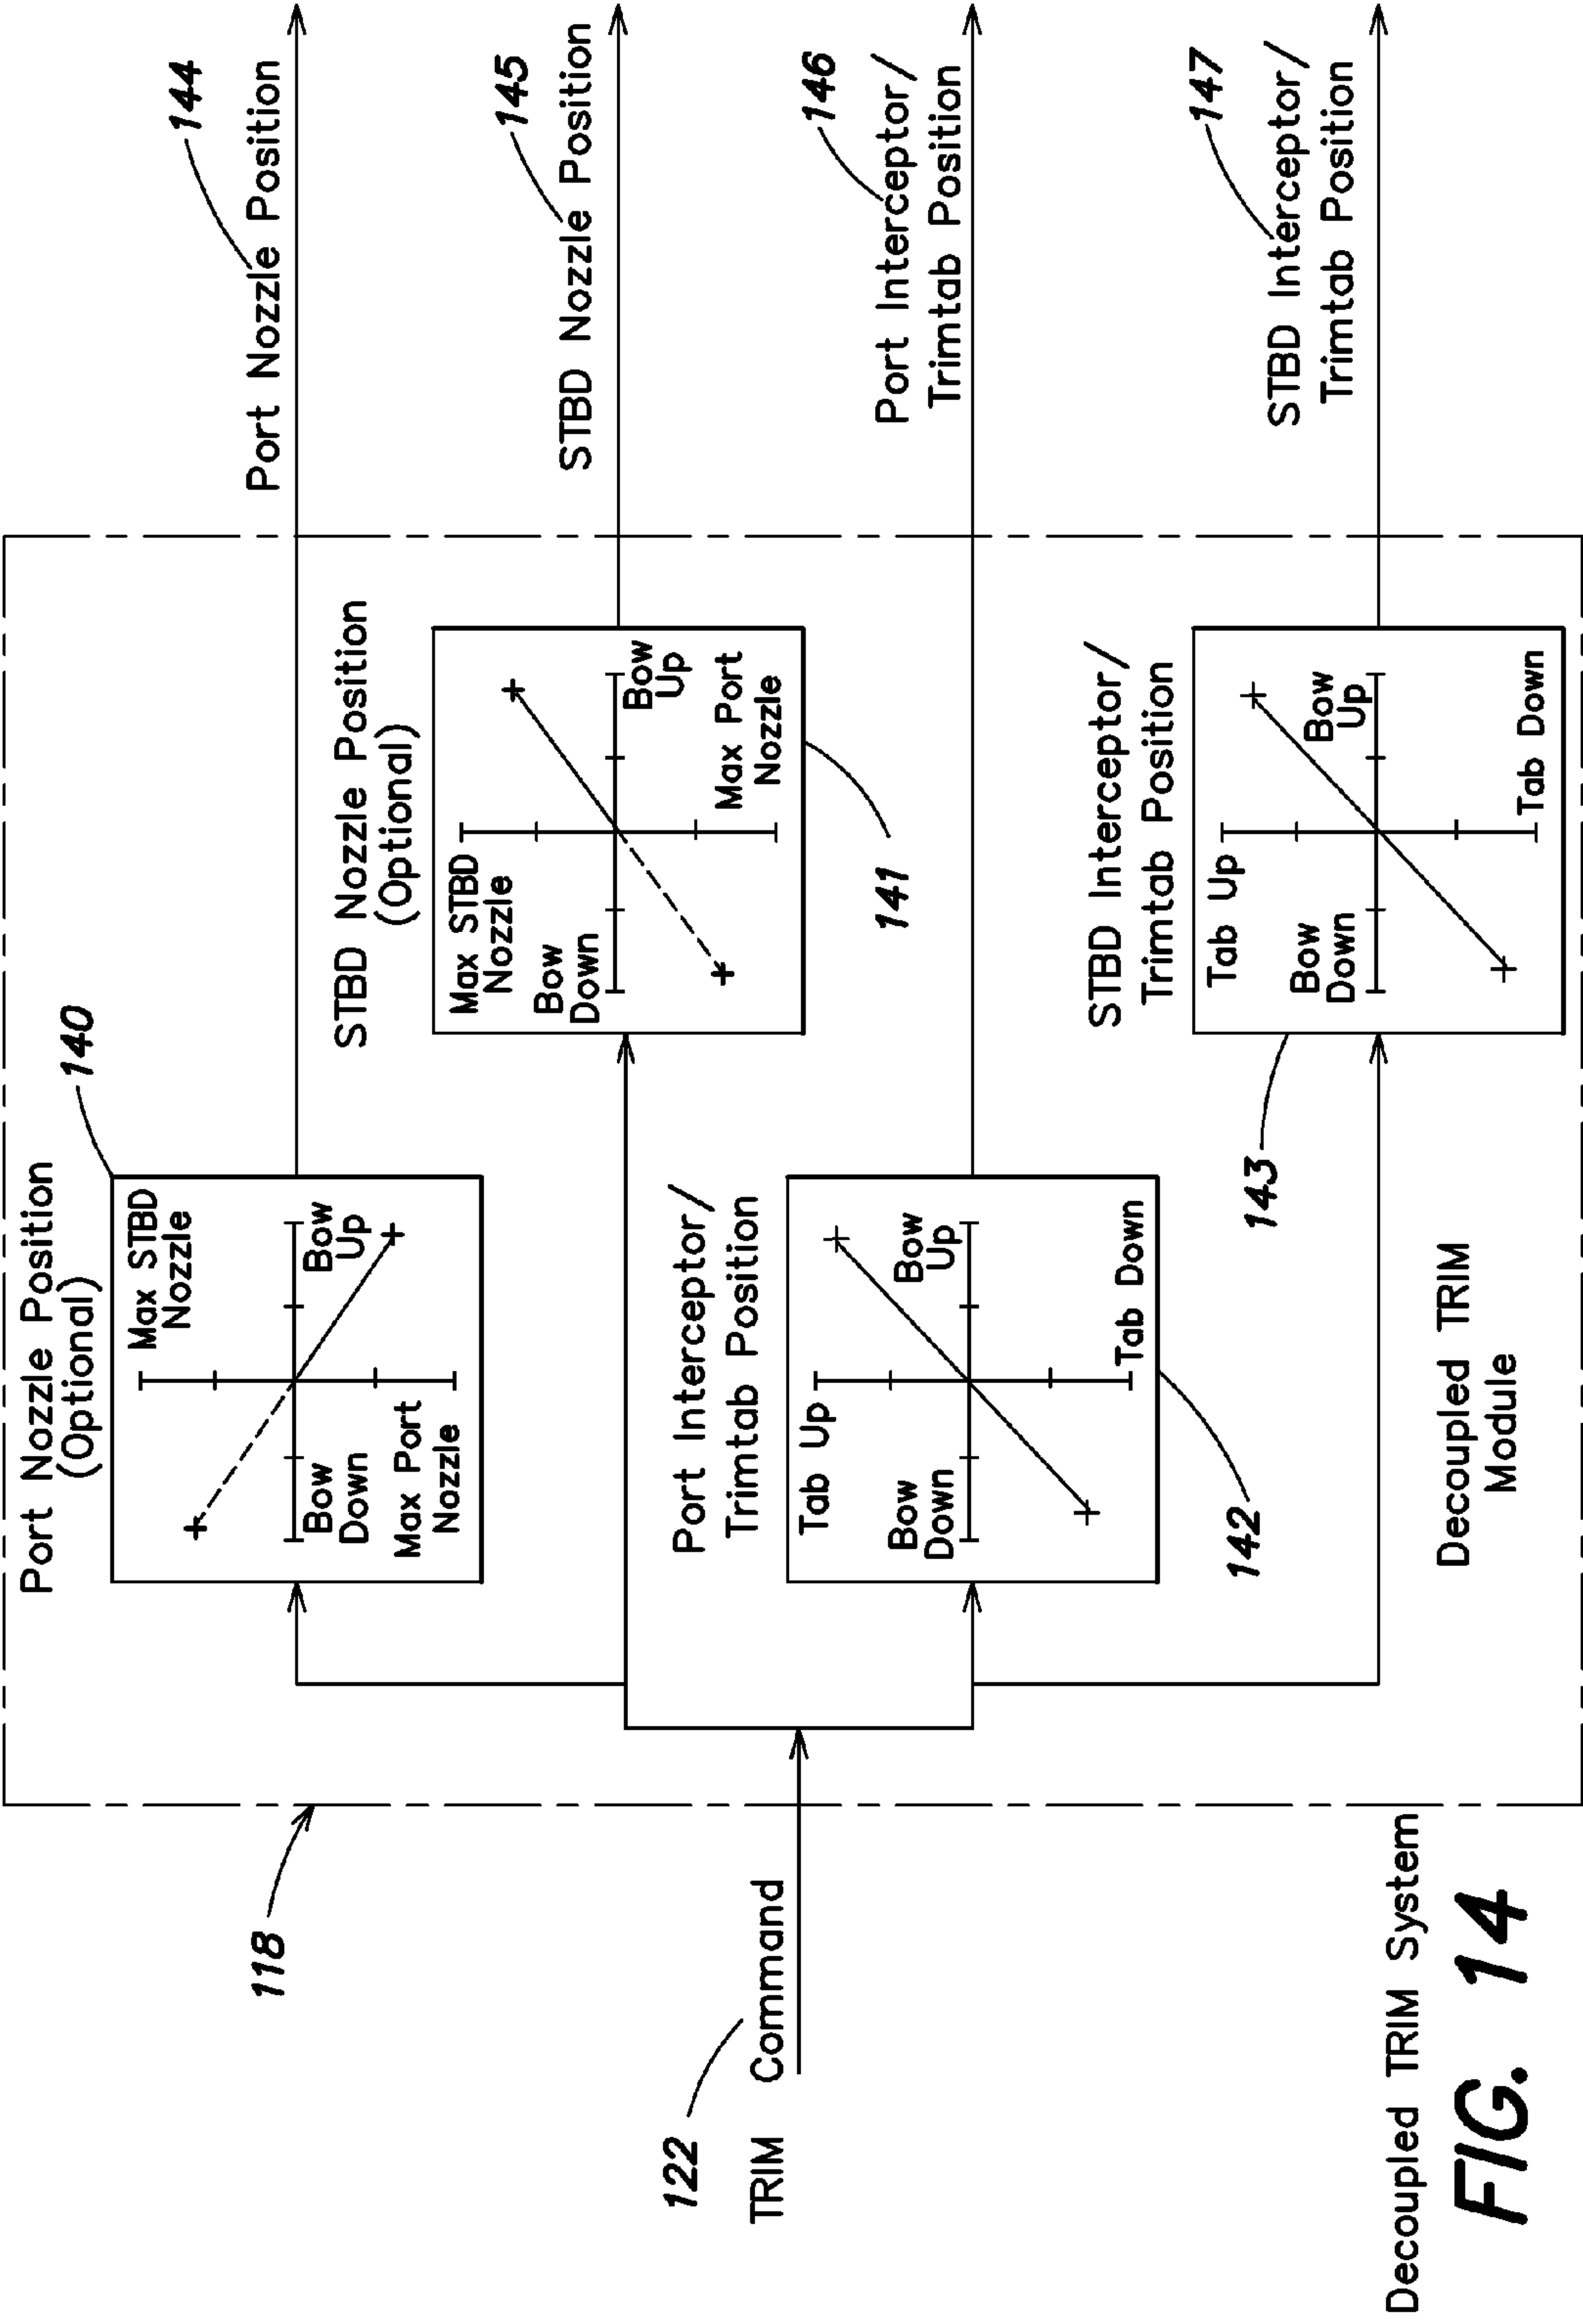 118
122
TRIM Command
Port Nozzle Position
(Optional)
140
Max STBD
Nozzle
Bow
Down
Bow
Up
Max Port
Nozzle
144
Port Nozzle Position
STBD Nozzle Position
(Optional)
Max STBD
Nozzle
Bow
Down
Bow
Up
Max Port
Nozzle
141
145
STBD Nozzle Position
Port Interceptor/
Trimtab Position
Tab Up
Bow
Down
Bow
Up
Tab Down
142
146
Port Interceptor/
Trimtab Position
STBD Interceptor/
Trimtab Position
Tab Up
Bow
Down
Bow
Up
Tab Down
143
147
STBD Interceptor/
Trimtab Position
Decoupled TRIM
Module
Decoupled TRIM System
FIG. 14